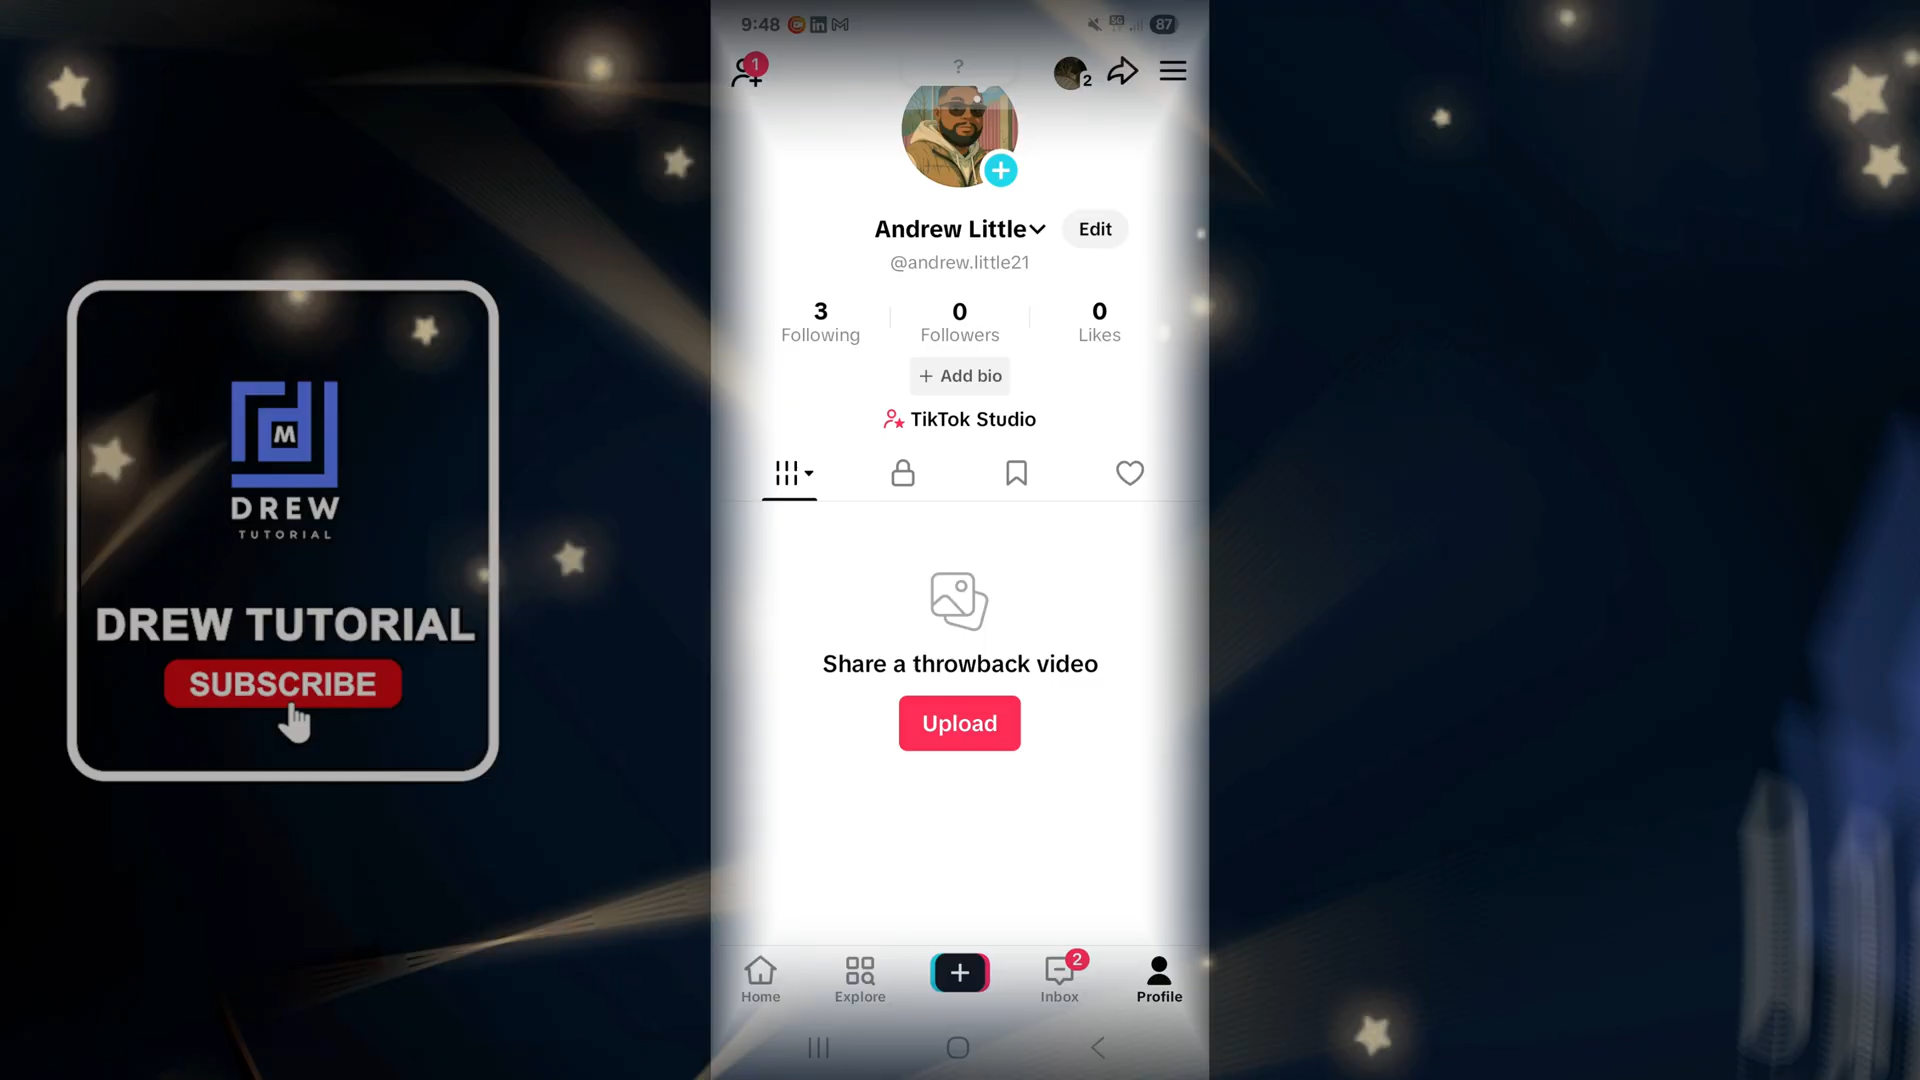 9:48
87
1
?
2
Andrew Little
Edit
@andrew.little21
3
0
0
Following
Followers
Likes
+ Add bio
TikTok Studio
M
DREW
TUTORIAL
DREW TUTORIAL
SUBSCRIBE
Share a throwback video
Upload
2
Home
Explore
Inbox
Profile